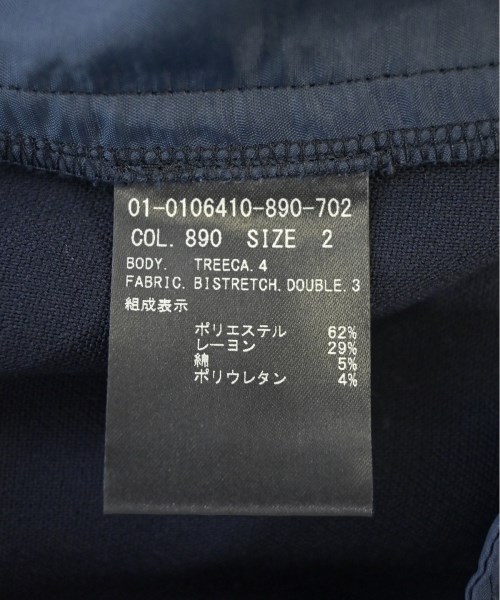 01-0106410-890-702
COL. 890 SIZE 2
BODY. TREECA. 4
FABRIC. BISTRETCH. DOUBLE. 3
組成表示
ポリエステル 62%
レーヨン 29%
綿 5%
ポリウレタン 4%